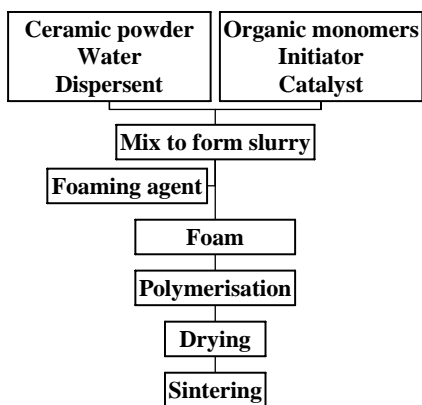 Ceramic powder
Water
Dispersent
Organic monomers
Initiator
Catalyst
Mix to form slurry
Foaming agent
Foam
Polymerisation
Drying
Sintering